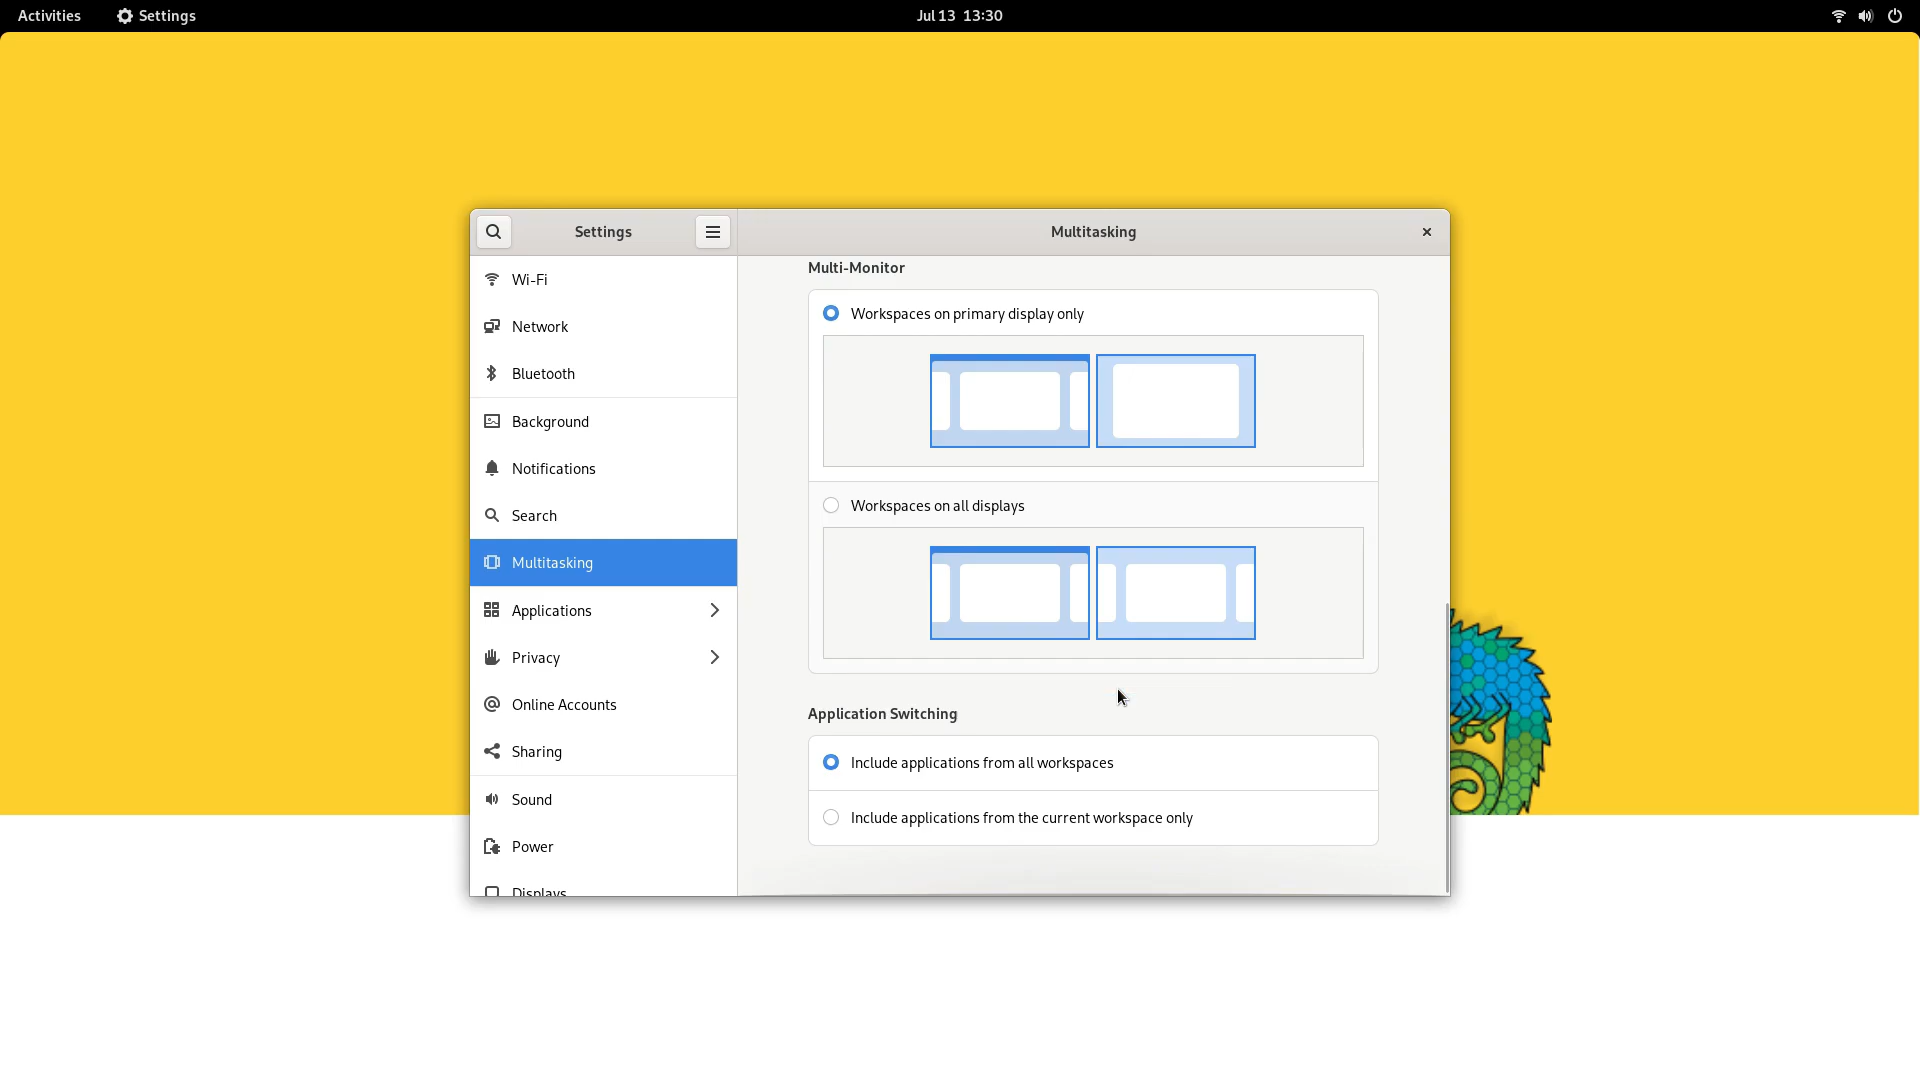 Activities
Settings
Jul 13 13:30
Settings
Multitasking
Wi-Fi
Network
Bluetooth
Background
Notifications
Search
Multitasking
Applications
Privacy
Online Accounts
Sharing
Sound
Power
Displays
Multi-Monitor
Workspaces on primary display only
Workspaces on all displays
Application Switching
Include applications from all workspaces
Include applications from the current workspace only